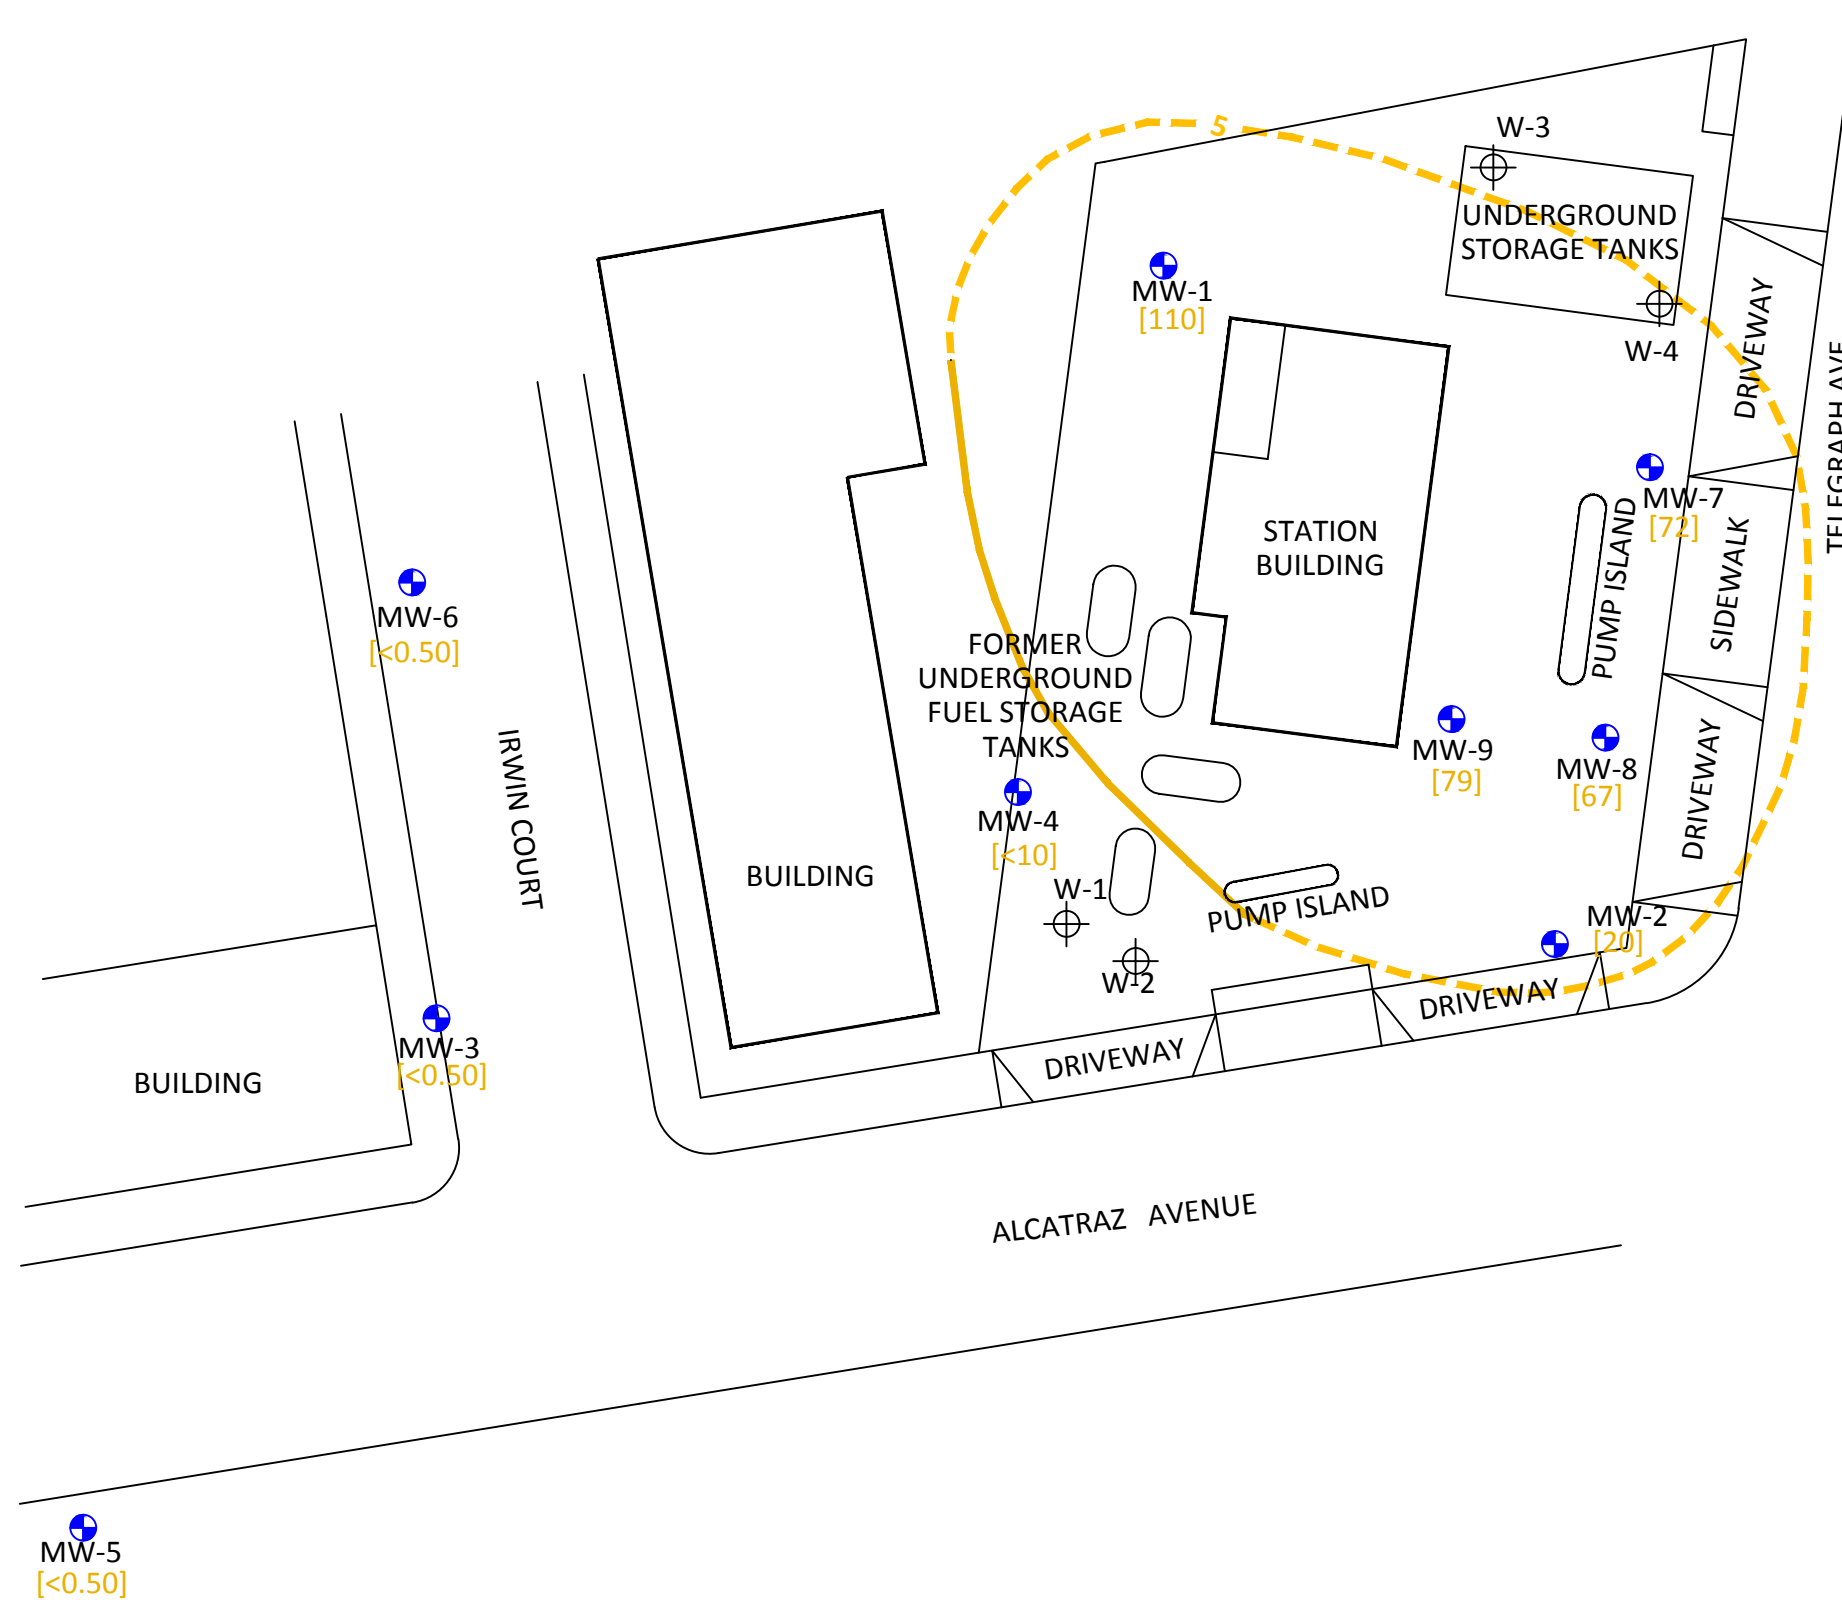 5
W-3
UNDERGROUND
STORAGE TANKS
MW-1
[110]
W-4
DRIVEWAY
TELEGRAPH AVE
MW-7
[72]
PUMP ISLAND
SIDEWALK
STATION
BUILDING
MW-6
[<0.50]
FORMER
UNDERGROUND
FUEL STORAGE
TANKS
MW-9
[79]
MW-8
[67]
DRIVEWAY
IRWIN COURT
MW-4
[<10]
BUILDING
W-1
PUMP ISLAND
MW-2
[20]
W-2
DRIVEWAY
DRIVEWAY
MW-3
[<0.50]
BUILDING
ALCATRAZ AVENUE
MW-5
[<0.50]